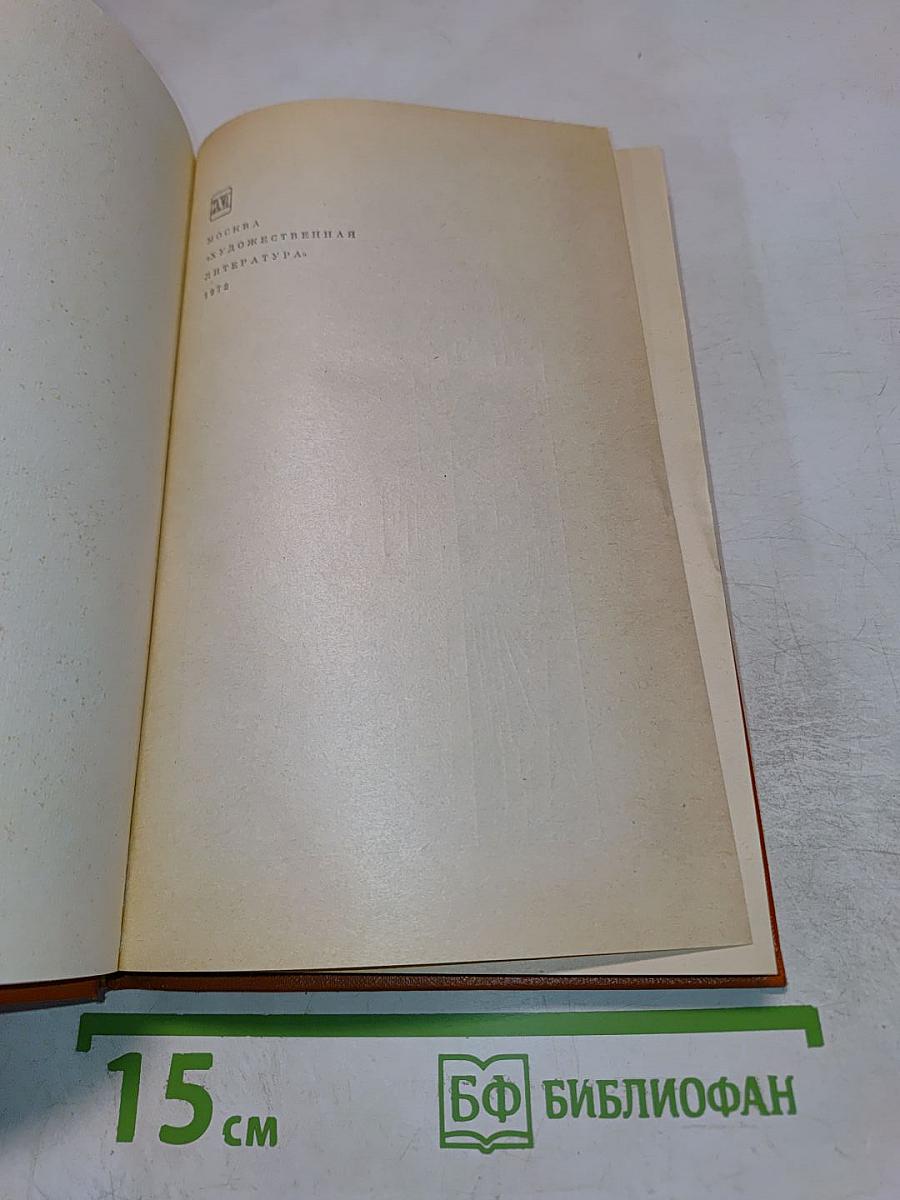 МОСКВА
«ХУДОЖЕСТВЕННАЯ
ЛИТЕРАТУРА»
1972
15 см
БФ БИБЛИОФАН